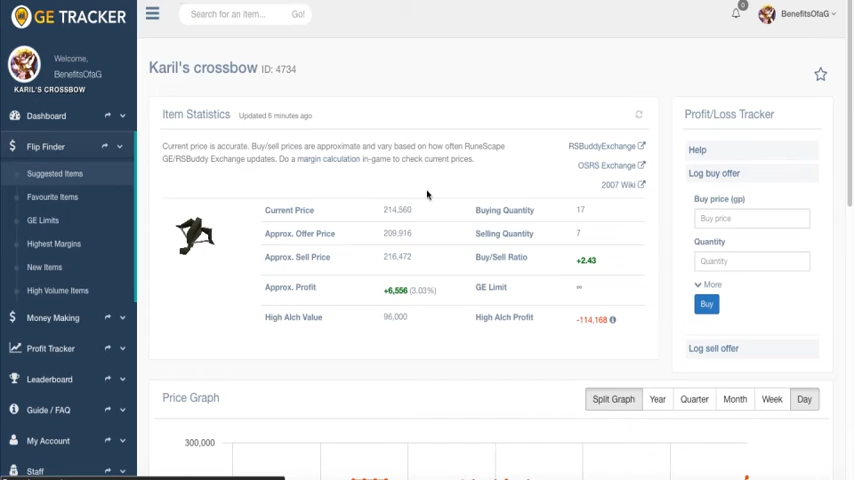 GE TRACKER
Search for an item...
Go!
0
BenefitsOfaG
Welcome,
BenefitsOfaG
KARIL'S CROSSBOW
Dashboard
Flip Finder
Suggested Items
Favourite Items
GE Limits
Highest Margins
New Items
High Volume Items
Money Making
Profit Tracker
Leaderboard
Guide / FAQ
My Account
Staff
Karil's crossbow ID: 4734
Item Statistics Updated 6 minutes ago
Current price is accurate. Buy/sell prices are approximate and vary based on how often RuneScape
GE/RSBuddy Exchange updates. Do a margin calculation in-game to check current prices.
RSBuddyExchange
OSRS Exchange
2007 Wiki
Current Price 214,560 Buying Quantity 17
Approx. Offer Price 209,916 Selling Quantity 7
Approx. Sell Price 216,472 Buy/Sell Ratio +2.43
Approx. Profit +6,556 (3.03%) GE Limit ∞
High Alch Value 96,000 High Alch Profit -114,168
Profit/Loss Tracker
Help
Log buy offer
Buy price (gp)
Buy price
Quantity
Quantity
More
Buy
Log sell offer
Price Graph
Split Graph Year Quarter Month Week Day
300,000